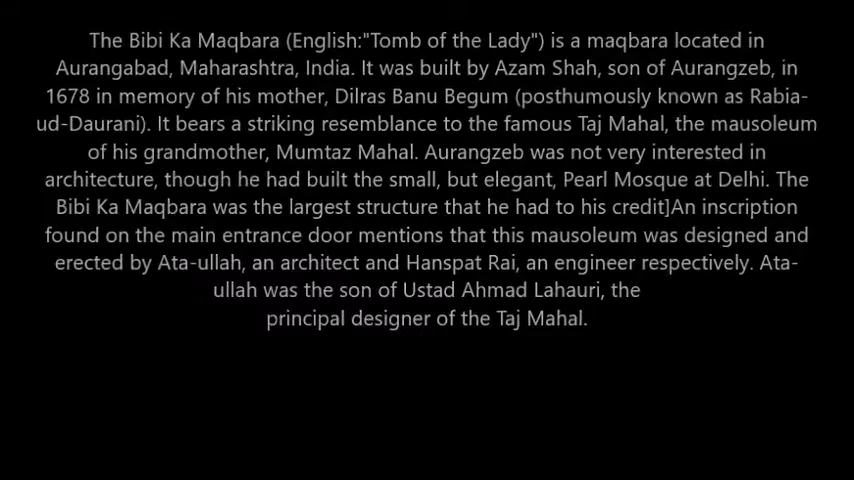 The Bibi Ka Maqbara (English:"Tomb of the Lady") is a maqbara located in
Aurangabad, Maharashtra, India. It was built by Azam Shah, son of Aurangzeb, in
1678 in memory of his mother, Dilras Banu Begum (posthumously known as Rabia-
ud-Daurani). It bears a striking resemblance to the famous Taj Mahal, the mausoleum
of his grandmother, Mumtaz Mahal. Aurangzeb was not very interested in
architecture, though he had built the small, but elegant, Pearl Mosque at Delhi. The
Bibi Ka Maqbara was the largest structure that he had to his credit]An inscription
found on the main entrance door mentions that this mausoleum was designed and
erected by Ata-ullah, an architect and Hanspat Rai, an engineer respectively. Ata-
ullah was the son of Ustad Ahmad Lahauri, the
principal designer of the Taj Mahal.